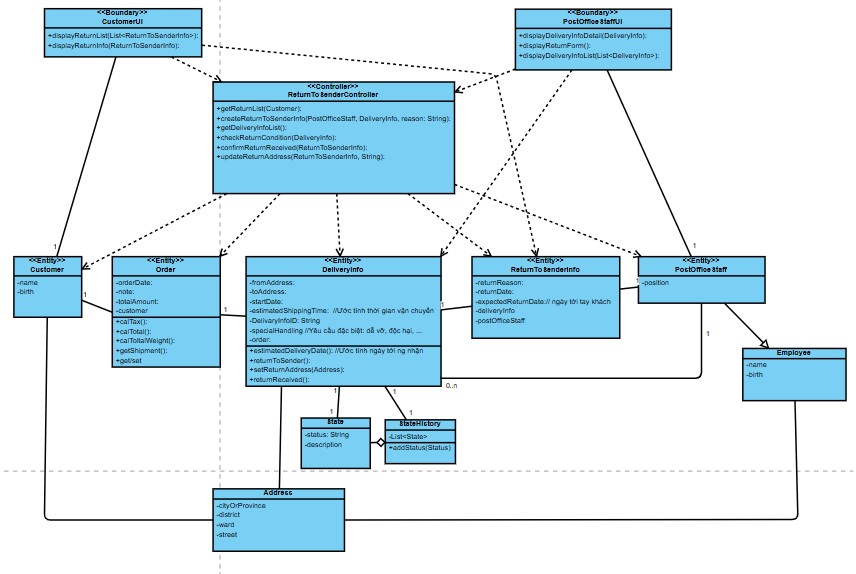 <<Boundary>>
CustomerUI
+displayReturnList(List<ReturnToSenderInfo>):
+displayReturnInfo(ReturnToSenderInfo):
<<Boundary>>
PostOfficeStaffUI
+displayDeliveryInfoDetail(DeliveryInfo):
+displayReturnForm():
+displayDeliveryInfoList(List<DeliveryInfo>):
<<Controller>>
ReturnToSenderController
+getReturnList(Customer):
+createReturnToSenderInfo(PostOfficeStaff, DeliveryInfo, reason: String):
+getDeliveryInfoList():
+checkReturnCondition(DeliveryInfo):
+confirmReturnReceived(ReturnToSenderInfo):
+updateReturnAddress(ReturnToSenderInfo, String):
1
1
<<Entity>>
Customer
-name
-birth
1
<<Entity>>
Order
-orderDate:
-note:
-totalAmount:
-customer
+calTax():
+calTotal():
+calToltalWeight():
+getShipment():
+get/set
1
<<Entity>>
DeliveryInfo
-fromAddress:
-toAddress:
-startDate:
-estimatedShippingTime: //Ước tính thời gian vận chuyển
-DelivaryInfoID: String
-specialHandling //Yêu cầu đặc biệt: dễ vỡ, độc hại, ...
-order:
+estimatedDeliveryDate(): //Ước tính ngày tới ng nhận
+returnToSender():
+setReturnAddress(Address):
+returnReceived():
1
<<Entity>>
ReturnToSenderInfo
-returnReason:
-returnDate:
-expectedReturnDate:// ngày tới tay khách
-deliveryInfo
-postOfficeStaff
1
<<Entity>>
PostOfficeStaff
-position
1
0..n
Employee
-name
-birth
1
1
1
1
State
-status: String
-description
StateHistory
-List<State>
+addStatus(Status)
Address
-cityOrProvince
-district
-ward
-street